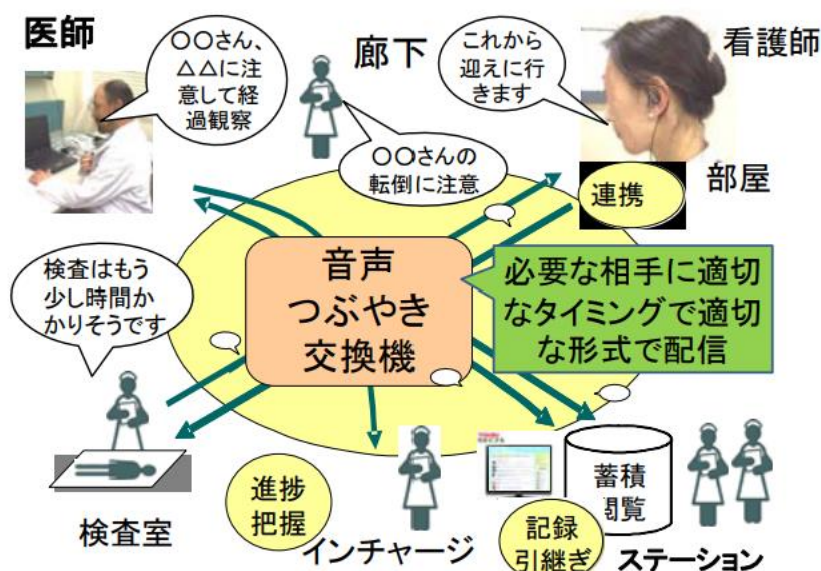 医師
〇〇さん、
△△に注
意して経
過観察
廊下
これから
迎えに行
きます
看護師
〇〇さんの
転倒に注意
連携
部屋
検査はもう
少し時間か
かりそうです
音声
つぶやき
交換機
必要な相手に適切
なタイミングで適切
な形式で配信
検査室
進捗
把握
インチャージ
蓄積
閲覧
記録
引継ぎ
ステーション